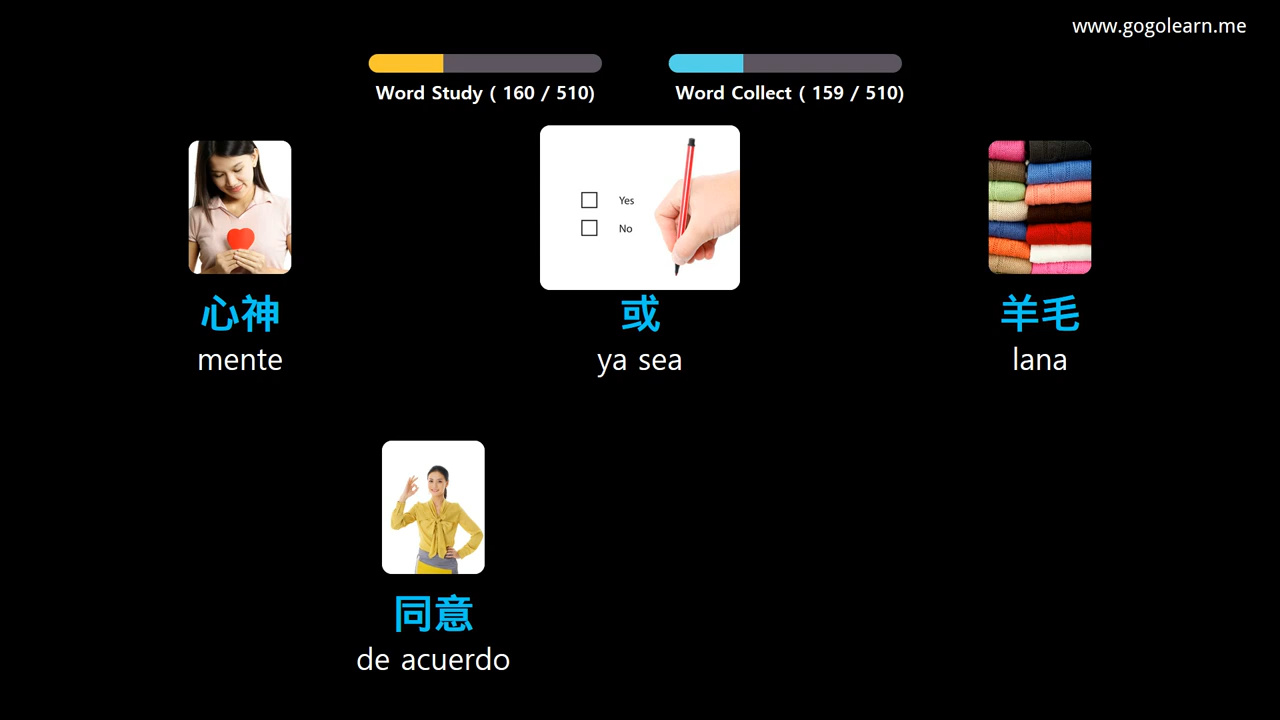 www.gogolearn.me
Word Study ( 160 / 510)
Word Collect ( 159 / 510)
Yes
No
心神
mente
或
ya sea
羊毛
lana
同意
de acuerdo